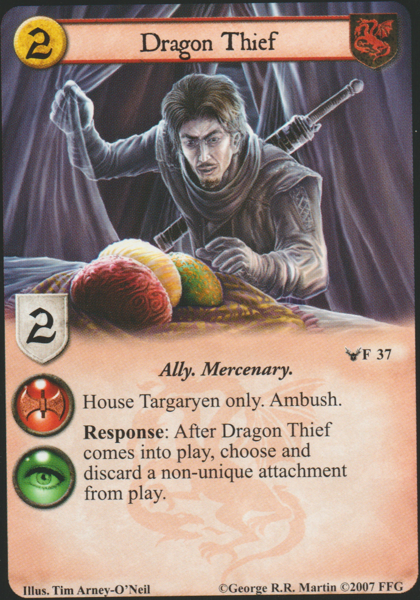 2
Dragon Thief
2
F 37
Ally. Mercenary.
House Targaryen only. Ambush.
Response: After Dragon Thief
comes into play, choose and
discard a non-unique attachment
from play.
Illus. Tim Arney-O'Neil
©George R.R. Martin ©2007 FFG